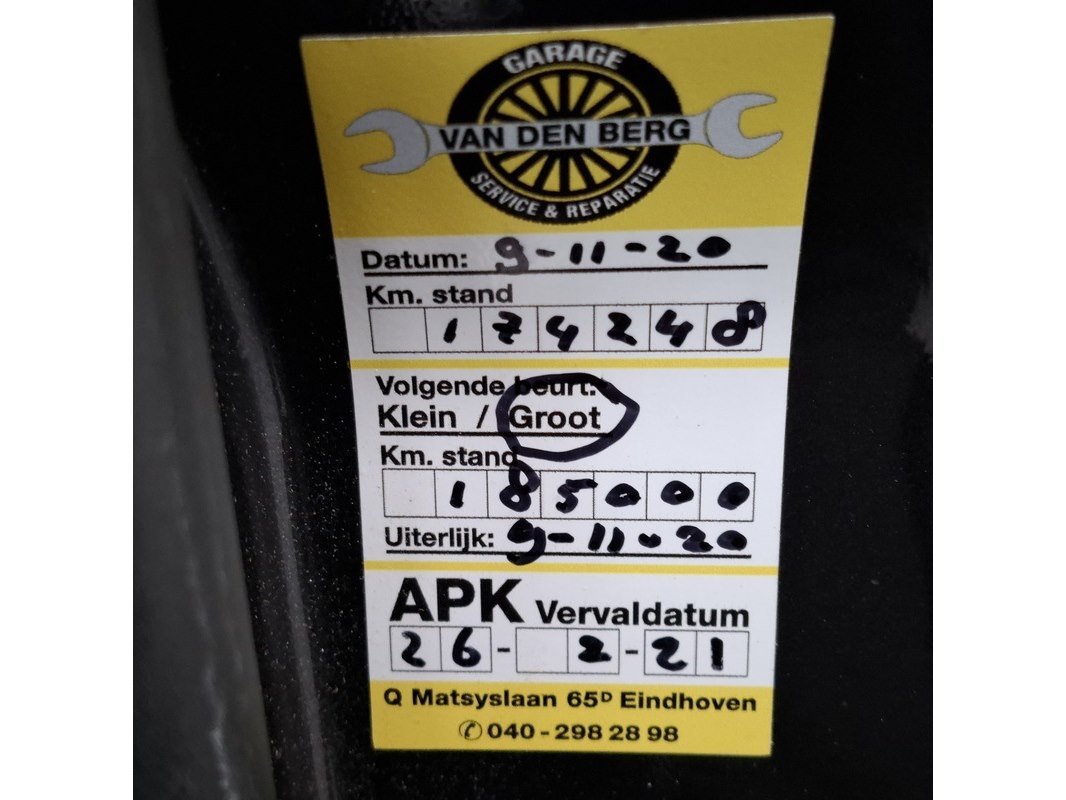 GARAGE
VAN DEN BERG
SERVICE & REPARATIE
Datum: 9-11-20
Km. stand
174248
Volgende beurt:
Klein / Groot
Km. stand
185000
Uiterlijk: 9-11-20
APK Vervaldatum
26-2-21
Q Matsyslaan 65ᴰ Eindhoven
✆ 040-298 28 98